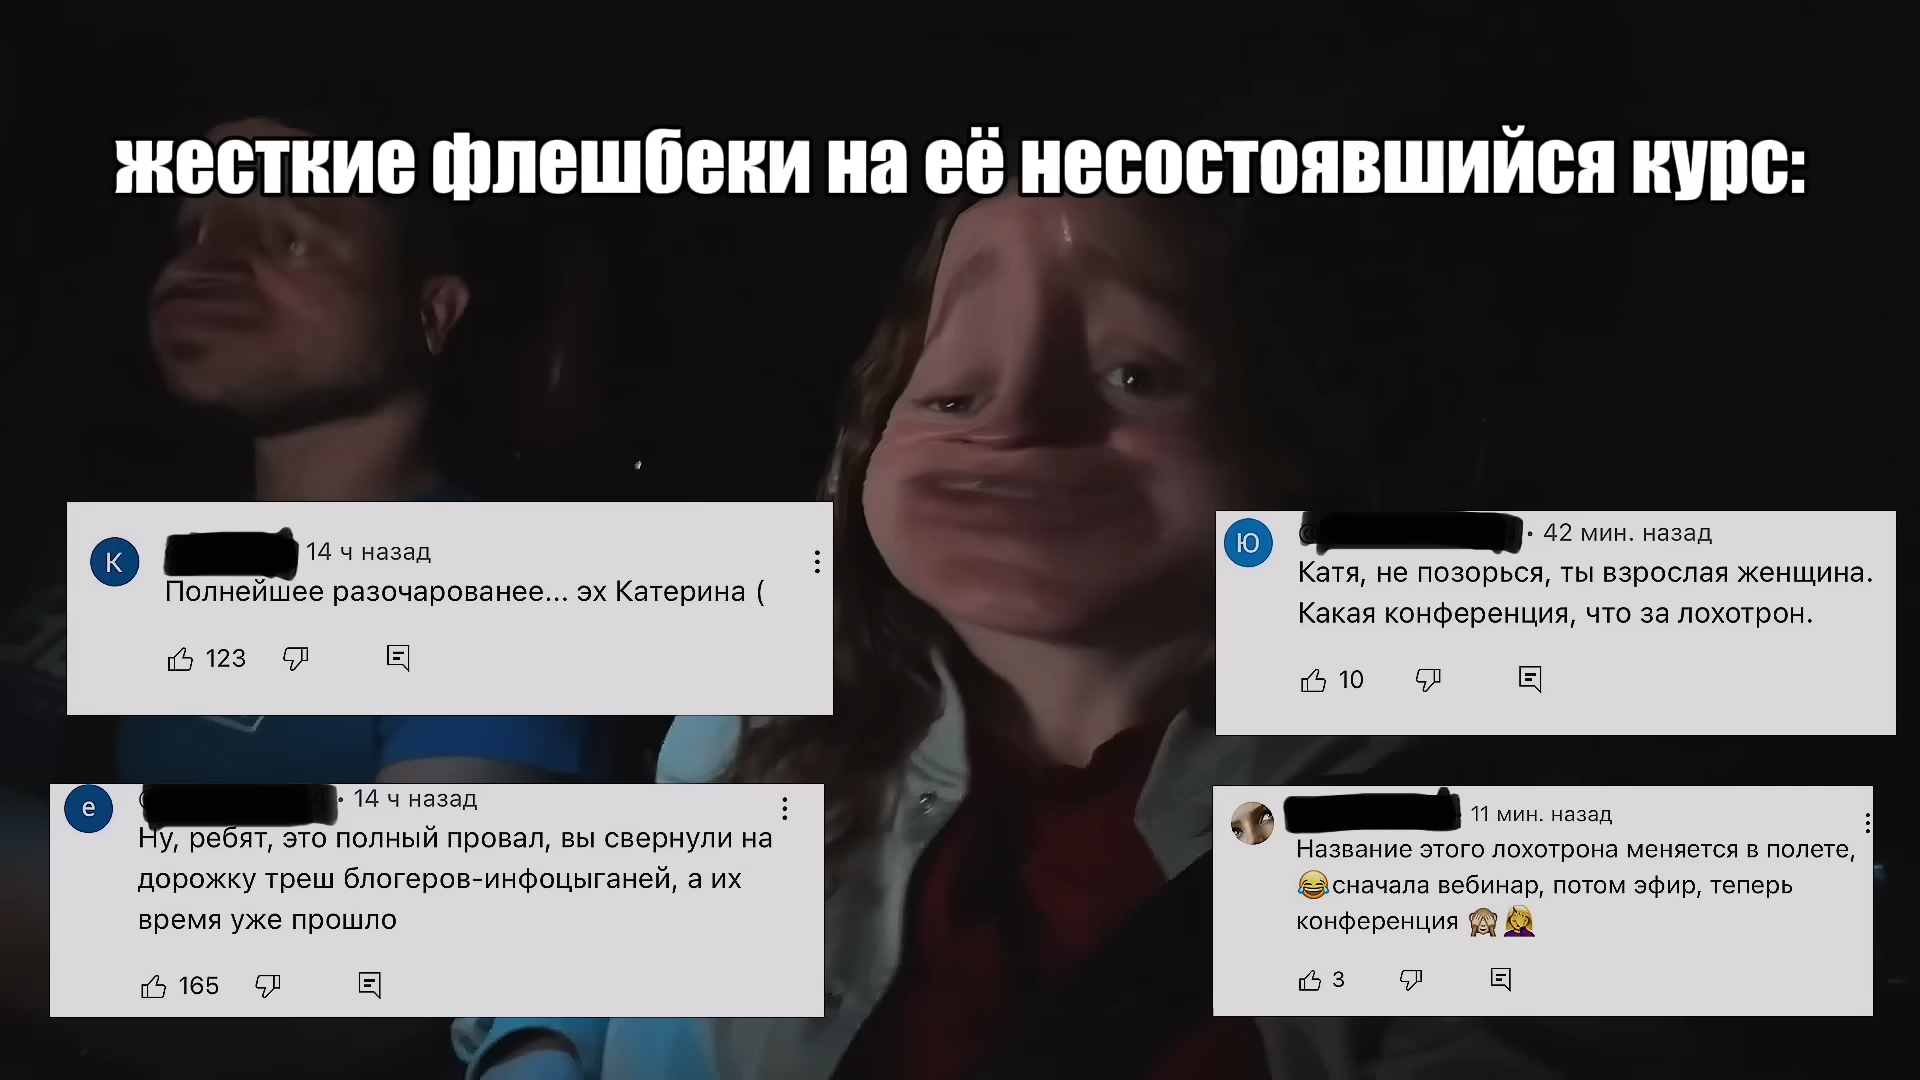 жесткие флешбеки на её несостоявшийся курс:
К
14 ч назад
Полнейшее разочарованее... эх Катерина (
123
Ю
42 мин. назад
Катя, не позорься, ты взрослая женщина.
Какая конференция, что за лохотрон.
10
е
· 14 ч назад
Ну, ребят, это полный провал, вы свернули на
дорожку треш блогеров-инфоцыганей, а их
время уже прошло
165
11 мин. назад
Название этого лохотрона меняется в полете,
😂сначала вебинар, потом эфир, теперь
конференция 🙈🤦‍♀️
3